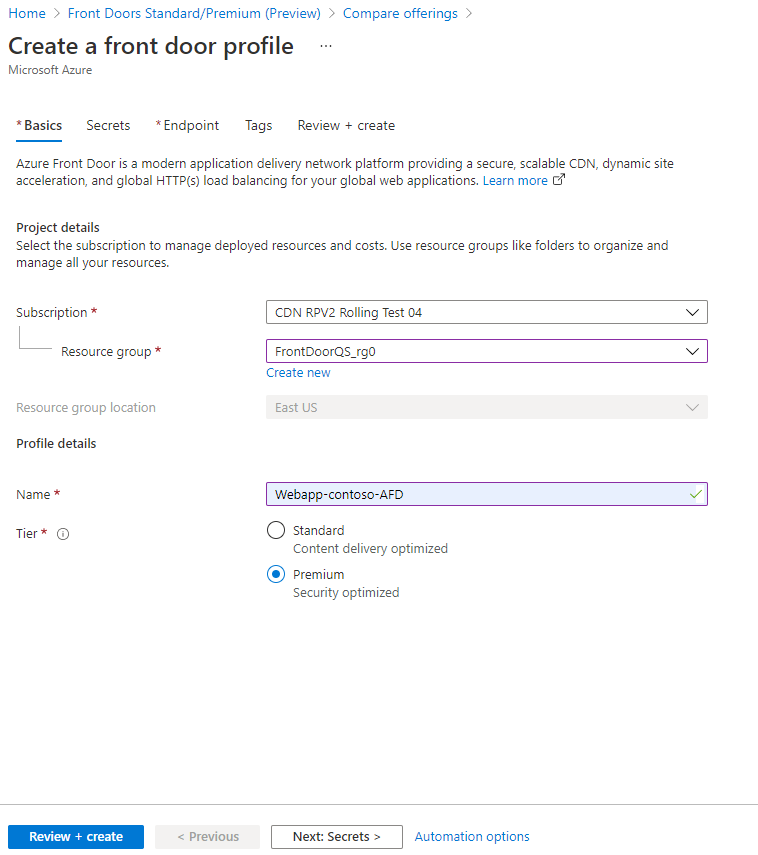 Home > Front Doors Standard/Premium (Preview) > Compare offerings >
Create a front door profile ...
Microsoft Azure
* Basics Secrets * Endpoint Tags Review + create
Azure Front Door is a modern application delivery network platform providing a secure, scalable CDN, dynamic site
acceleration, and global HTTP(s) load balancing for your global web applications. Learn more
Project details
Select the subscription to manage deployed resources and costs. Use resource groups like folders to organize and
manage all your resources.
Subscription * CDN RPV2 Rolling Test 04
Resource group * FrontDoorQS_rg0
Create new
Resource group location East US
Profile details
Name * Webapp-contoso-AFD
Tier * Standard
Content delivery optimized
Premium
Security optimized
Review + create < Previous Next: Secrets > Automation options